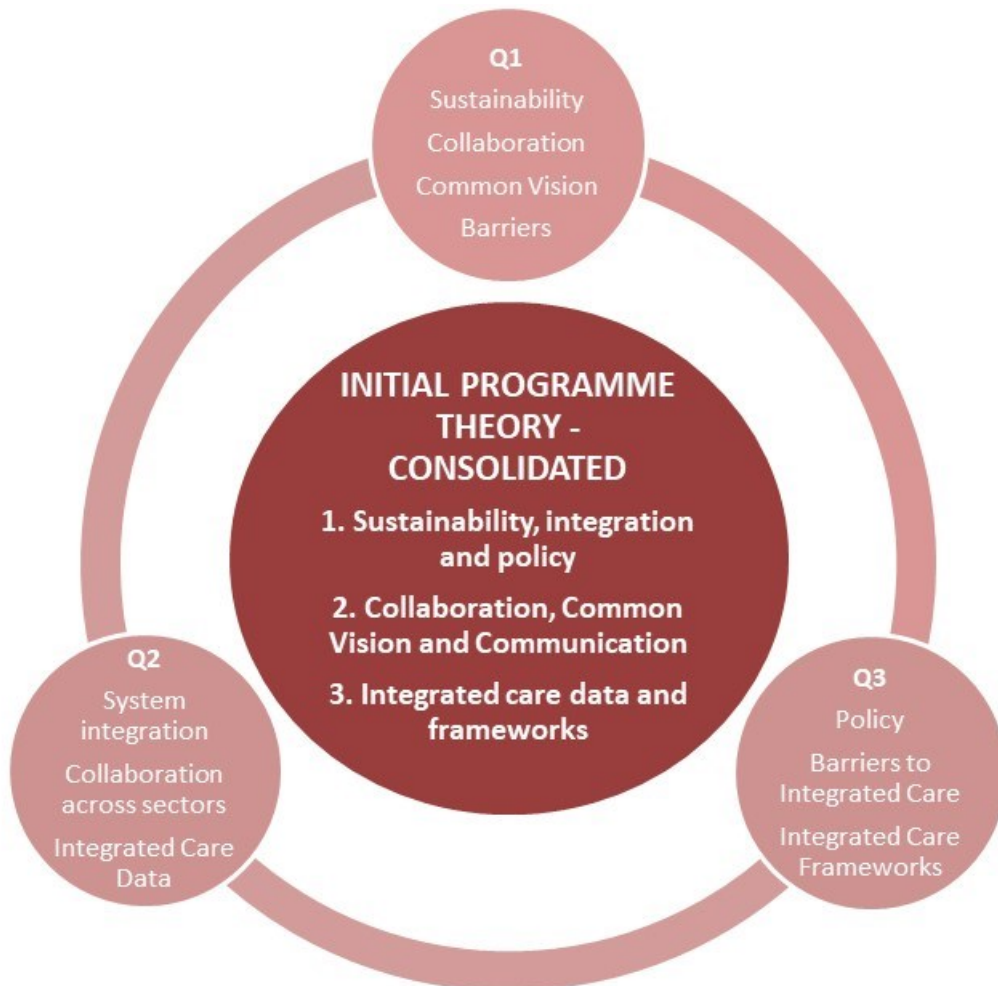 Q1
Sustainability
Collaboration
Common Vision
Barriers
INITIAL PROGRAMME
THEORY -
CONSOLIDATED
1. Sustainability, integration
and policy
2. Collaboration, Common
Vision and Communication
3. Integrated care data and
frameworks
Q2
System
integration
Collaboration
across sectors
Integrated Care
Data
Q3
Policy
Barriers to
Integrated Care
Integrated Care
Frameworks